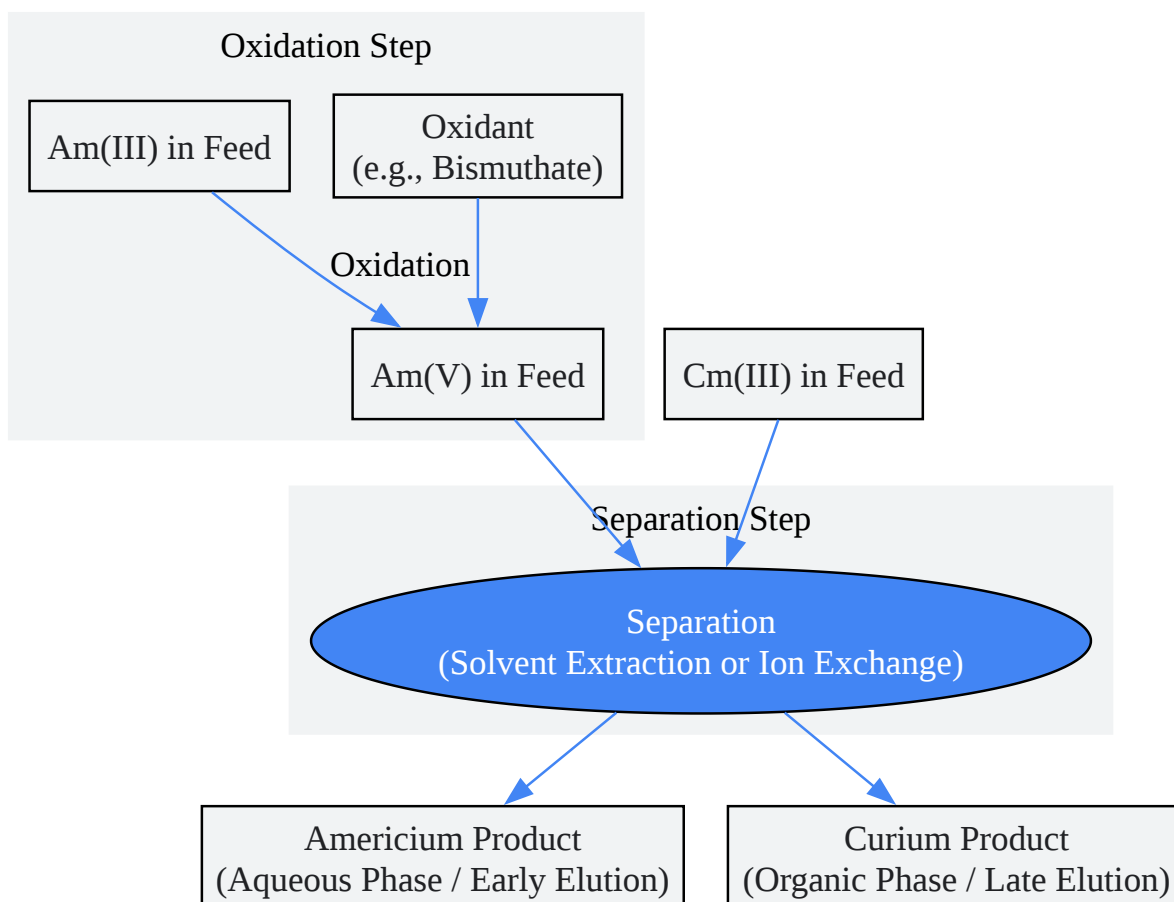 Oxidation Step
Am(III) in Feed
Oxidant
(e.g., Bismuthate)
Oxidation
Am(V) in Feed
Cm(III) in Feed
Separation Step
Separation
(Solvent Extraction or Ion Exchange)
Americium Product
(Aqueous Phase / Early Elution)
Curium Product
(Organic Phase / Late Elution)